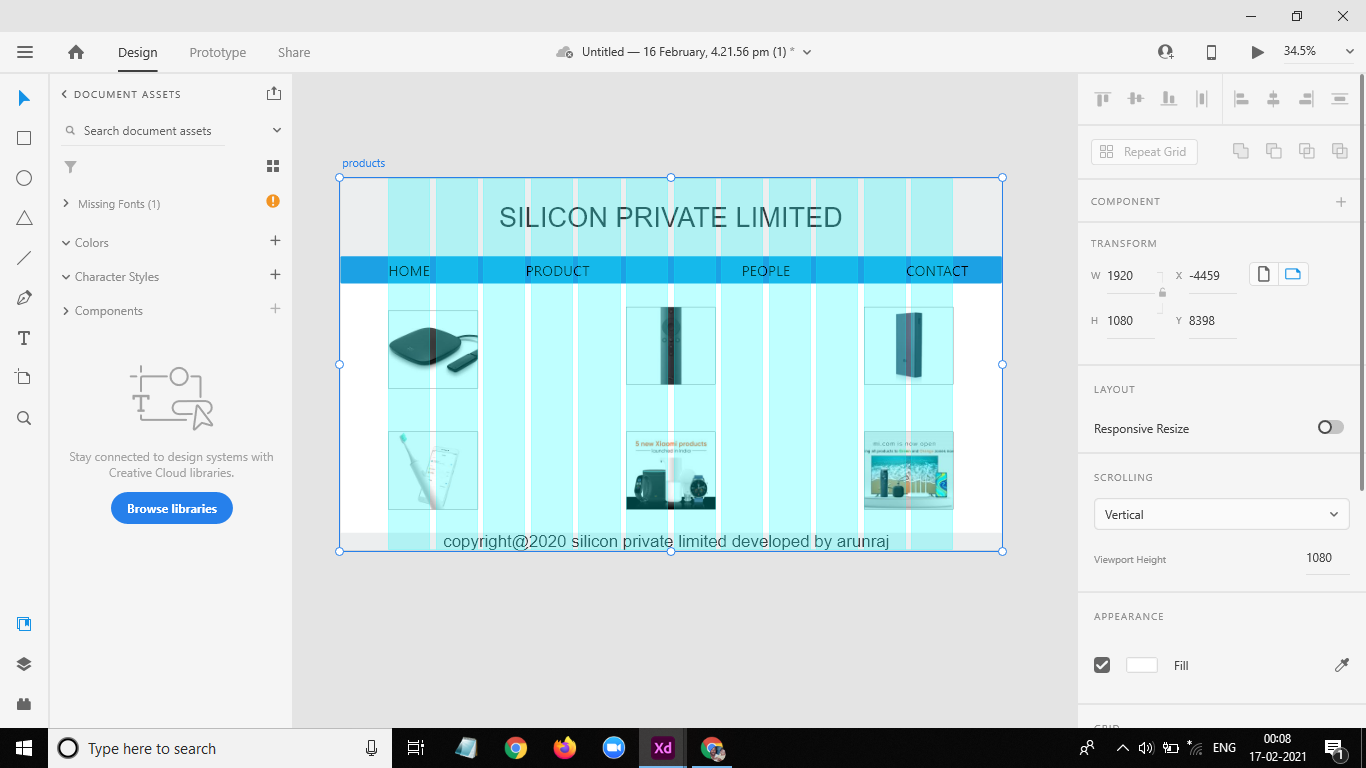 Design
Prototype
Share
Untitled — 16 February, 4.21.56 pm (1) *
34.5%
DOCUMENT ASSETS
Search document assets
Missing Fonts (1)
Colors
Character Styles
Components
Stay connected to design systems with
Creative Cloud libraries.
Browse libraries
products
SILICON PRIVATE LIMITED
HOME
PRODUCT
PEOPLE
CONTACT
5 new Xiaomi products
launched in India
mi.com is now open
copyright@2020 silicon private limited developed by arunraj
Repeat Grid
COMPONENT
TRANSFORM
W 1920 X -4459
H 1080 Y 8398
LAYOUT
Responsive Resize
SCROLLING
Vertical
Viewport Height 1080
APPEARANCE
Fill
GRID
Type here to search
Xd
ENG
00:08
17-02-2021
1